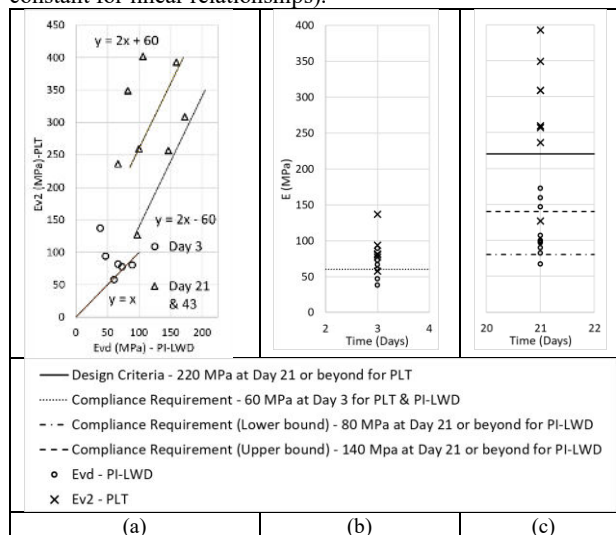 constant for linear relationships).
450
400
350
300
250
200
150
100
50
0
Ev2 (MPa)-PLT
y = 2x + 60
y = 2x - 60
Day 3
Day 21
& 43
y = x
0 50 100 150 200
Evd (MPa) - PI-LWD
400
350
300
250
200
150
100
50
0
E (MPa)
2 3 4
Time (Days)
20 21 22
Time (Days)
Design Criteria - 220 MPa at Day 21 or beyond for PLT
Compliance Requirement - 60 MPa at Day 3 for PLT & PI-LWD
Compliance Requirement (Lower bound) - 80 MPa at Day 21 or beyond for PI-LWD
Compliance Requirement (Upper bound) - 140 Mpa at Day 21 or beyond for PI-LWD
Evd - PI-LWD
Ev2 - PLT
(a) (b) (c)